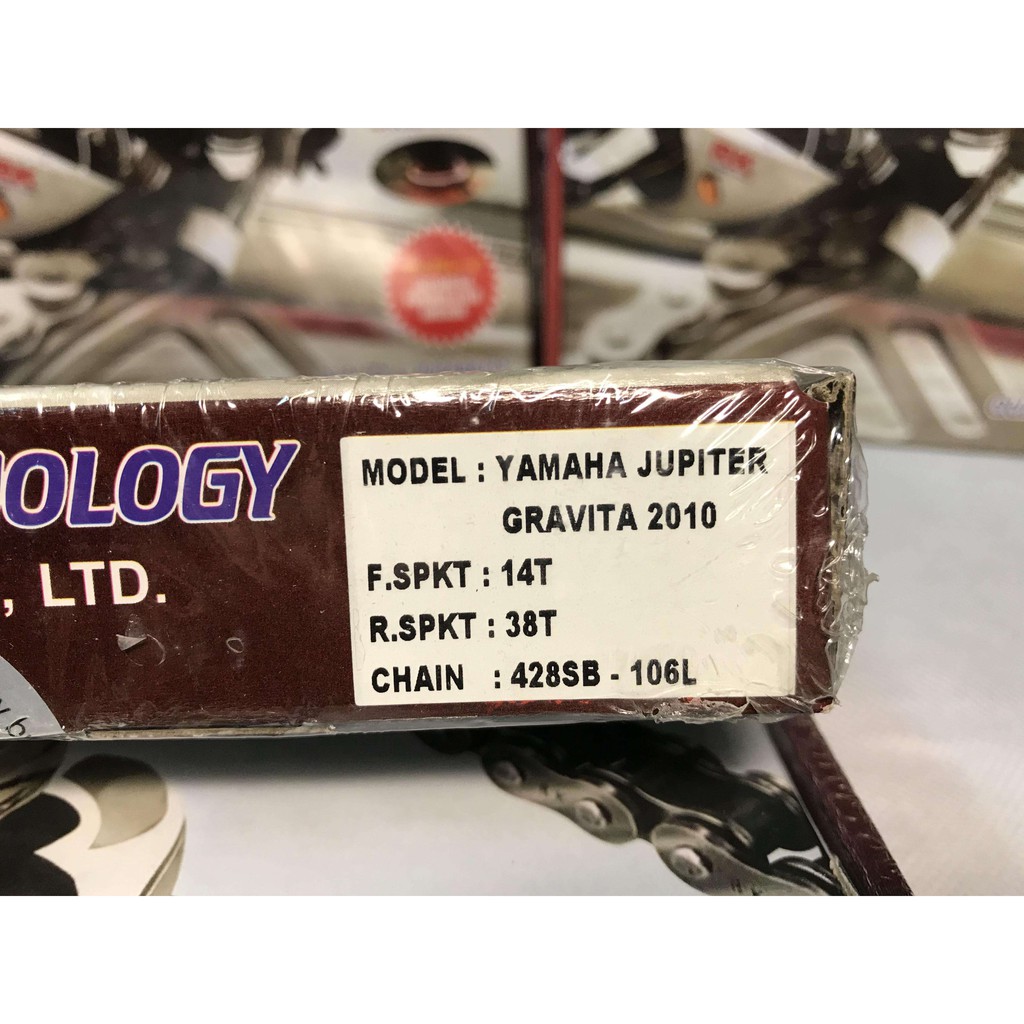 OLOGY
, LTD.
MODEL : YAMAHA JUPITER
GRAVITA 2010
F.SPKT : 14T
R.SPKT : 38T
CHAIN : 428SB - 106L